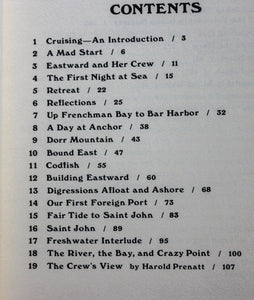 CONTENTS
1 Cruising—An Introduction / 3
2 A Mad Start / 6
3 Eastward and Her Crew / 11
4 The First Night at Sea / 15
5 Retreat / 22
6 Reflections / 25
7 Up Frenchman Bay to Bar Harbor / 32
8 A Day at Anchor / 38
9 Dorr Mountain / 43
10 Bound East / 47
11 Codfish / 55
12 Building Eastward / 60
13 Digressions Afloat and Ashore / 68
14 Our First Foreign Port / 73
15 Fair Tide to Saint John / 83
16 Saint John / 89
17 Freshwater Interlude / 95
18 The River, the Bay, and Crazy Point / 100
19 The Crew's View by Harold Prenatt / 107